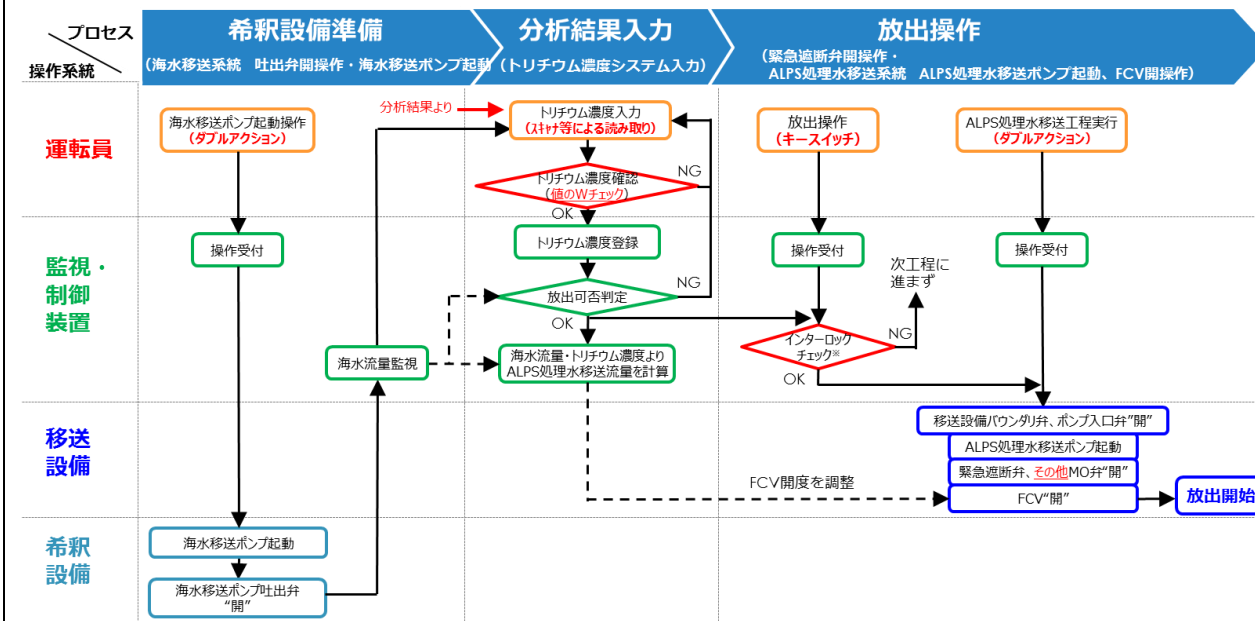 プロセス
操作系統
希釈設備準備
(海水移送系統 吐出弁開操作・海水移送ポンプ起動)
分析結果入力
(トリチウム濃度システム入力)
放出操作
(緊急遮断弁開操作・
ALPS処理水移送系統 ALPS処理水移送ポンプ起動、FCV開操作)
運転員
海水移送ポンプ起動操作
(ダブルアクション)
分析結果より
トリチウム濃度入力
(スキャナ等による読み取り)
トリチウム濃度確認
(値のWチェック)
NG
OK
放出操作
(キースイッチ)
ALPS処理水移送工程実行
(ダブルアクション)
監視・
制御
装置
操作受付
トリチウム濃度登録
放出可否判定
NG
OK
海水流量監視
海水流量・トリチウム濃度より
ALPS処理水移送流量を計算
操作受付
操作受付
次工程に
進まず
インターロック
チェック※
NG
OK
移送
設備
移送設備バウンダリ弁、ポンプ入口弁"開"
ALPS処理水移送ポンプ起動
緊急遮断弁、その他MO弁"開"
FCV開度を調整
FCV"開"
放出開始
希釈
設備
海水移送ポンプ起動
海水移送ポンプ吐出弁
"開"